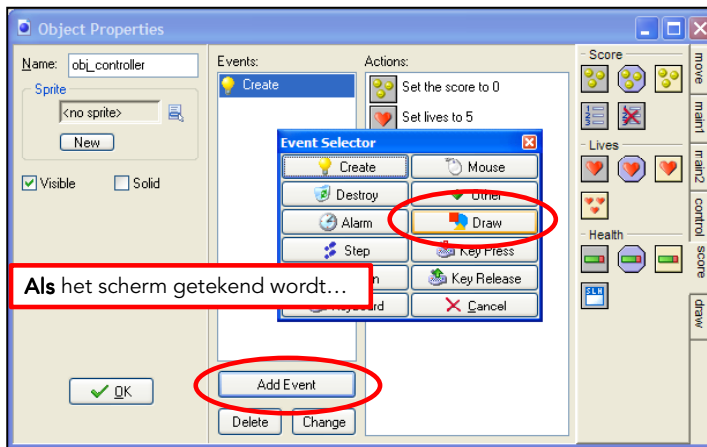 Object Properties
Name: obj_controller
Sprite
<no sprite>
New
Visible
Solid
OK
Events:
Create
Add Event
Delete
Change
Actions:
Set the score to 0
Set lives to 5
Event Selector
Create
Mouse
Destroy
Other
Alarm
Draw
Step
Key Press
Key Release
Cancel
Als het scherm getekend wordt...
Score
Lives
Health
move
main1
main2
control
score
draw